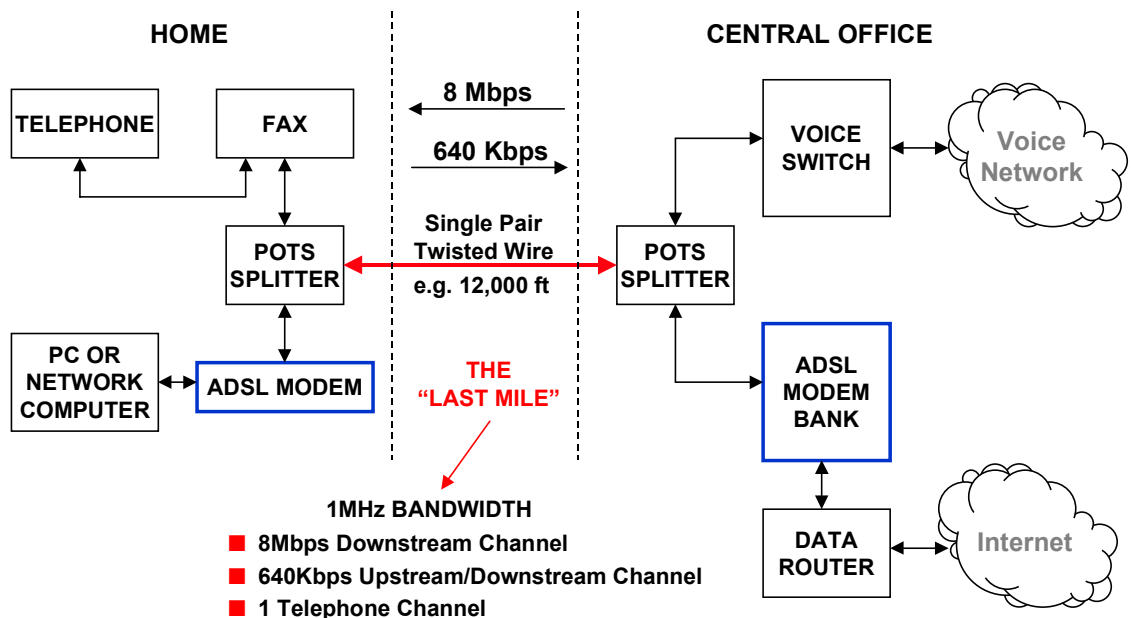 HOME
CENTRAL OFFICE
TELEPHONE
FAX
8 Mbps
640 Kbps
VOICE
SWITCH
Voice
Network
POTS
SPLITTER
Single Pair
Twisted Wire
e.g. 12,000 ft
POTS
SPLITTER
PC OR
NETWORK
COMPUTER
ADSL MODEM
THE
“LAST MILE”
ADSL
MODEM
BANK
1MHz BANDWIDTH
8Mbps Downstream Channel
640Kbps Upstream/Downstream Channel
1 Telephone Channel
DATA
ROUTER
Internet